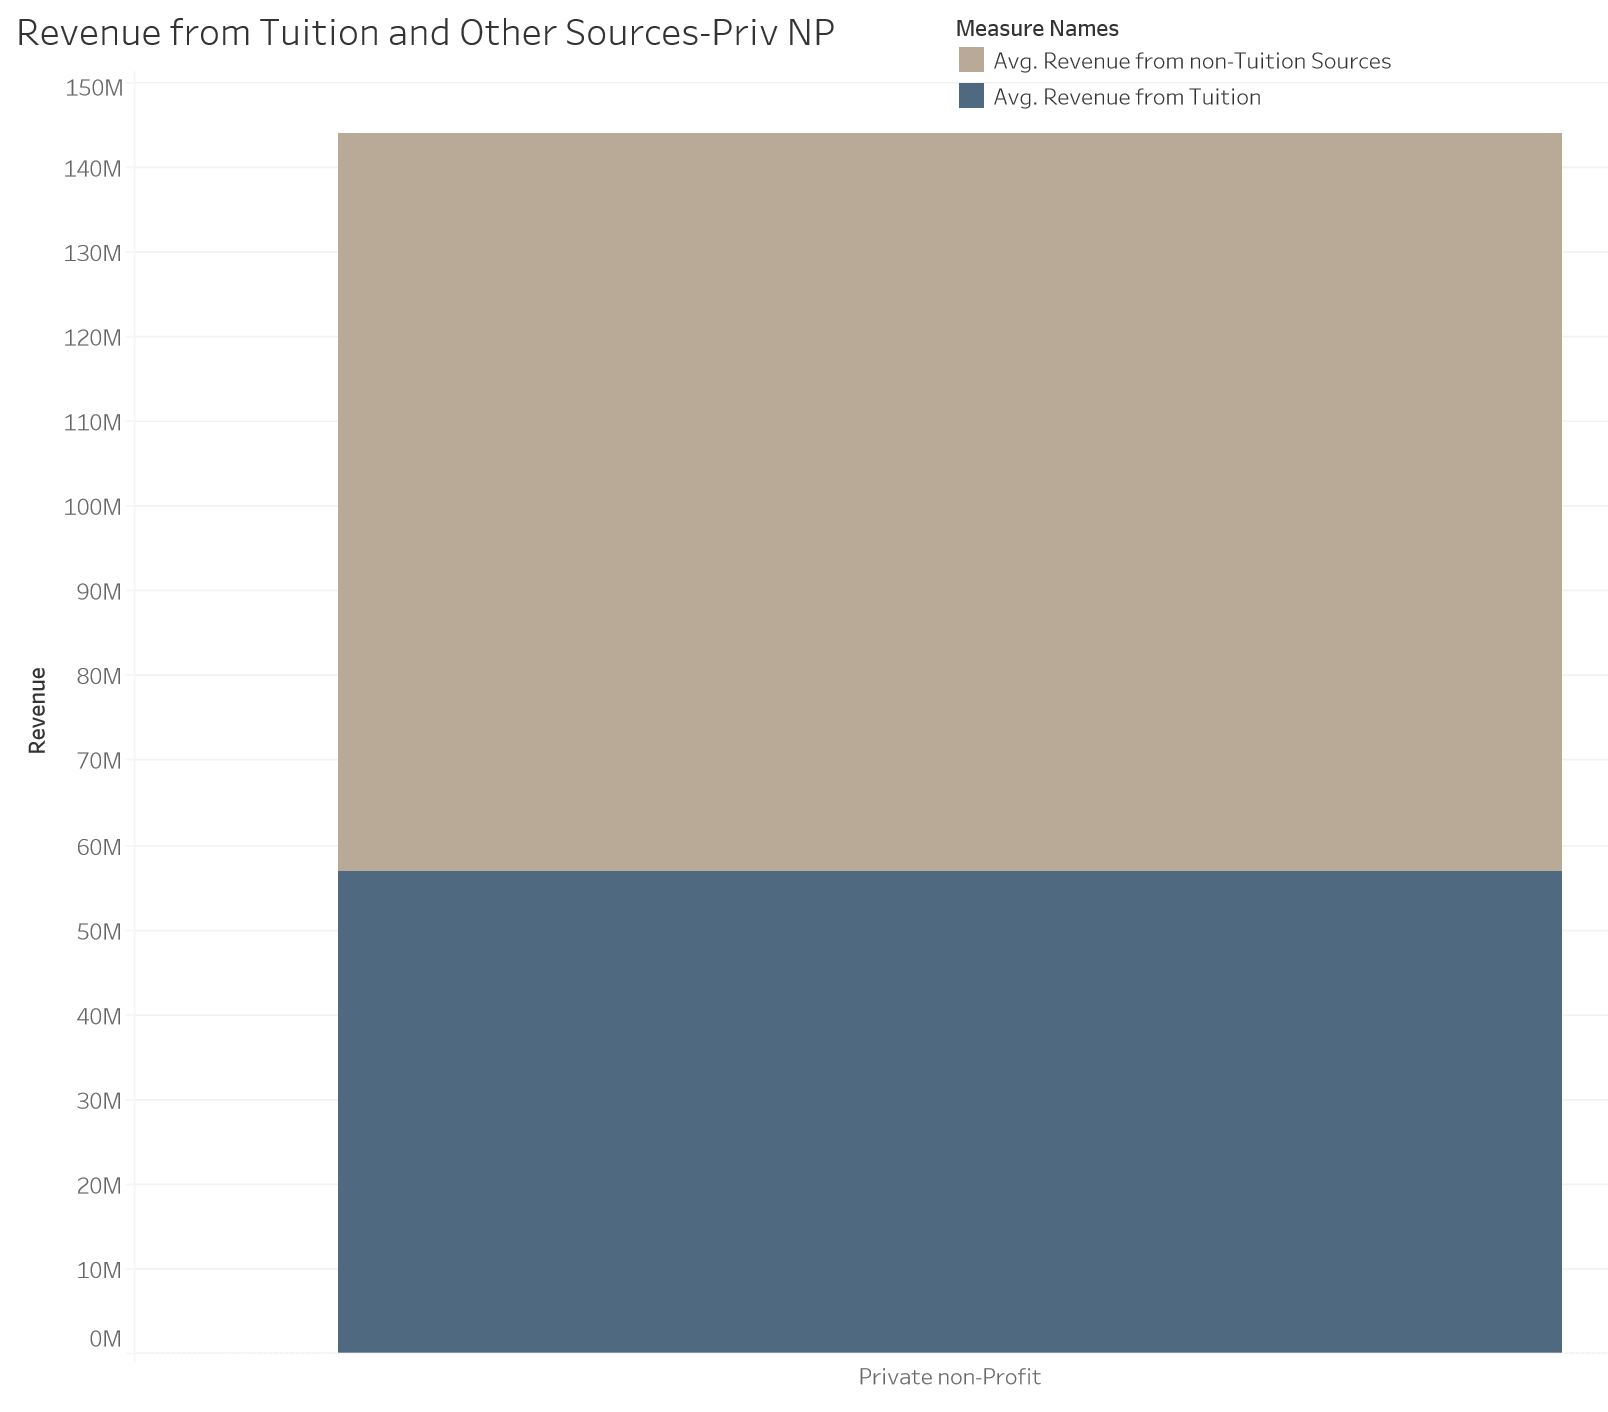 Revenue from Tuition and Other Sources-Priv NP
Measure Names
Avg. Revenue from non-Tuition Sources
Avg. Revenue from Tuition
150M
140M
130M
120M
110M
100M
90M
80M
70M
60M
50M
40M
30M
20M
10M
0M
Revenue
Private non-Profit